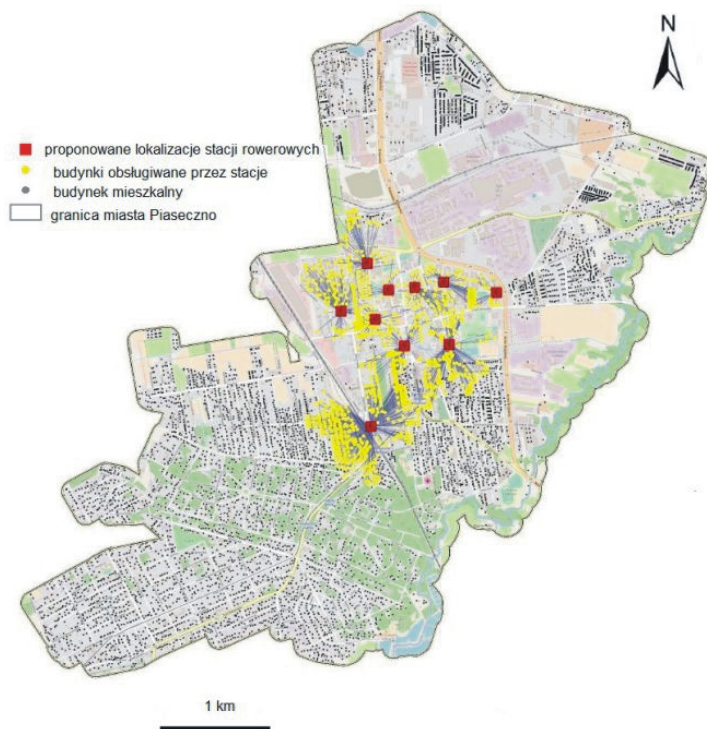 N
proponowane lokalizacje stacji rowerowych
budynki obsługiwane przez stacje
budynek mieszkalny
granica miasta Piaseczno
1 km